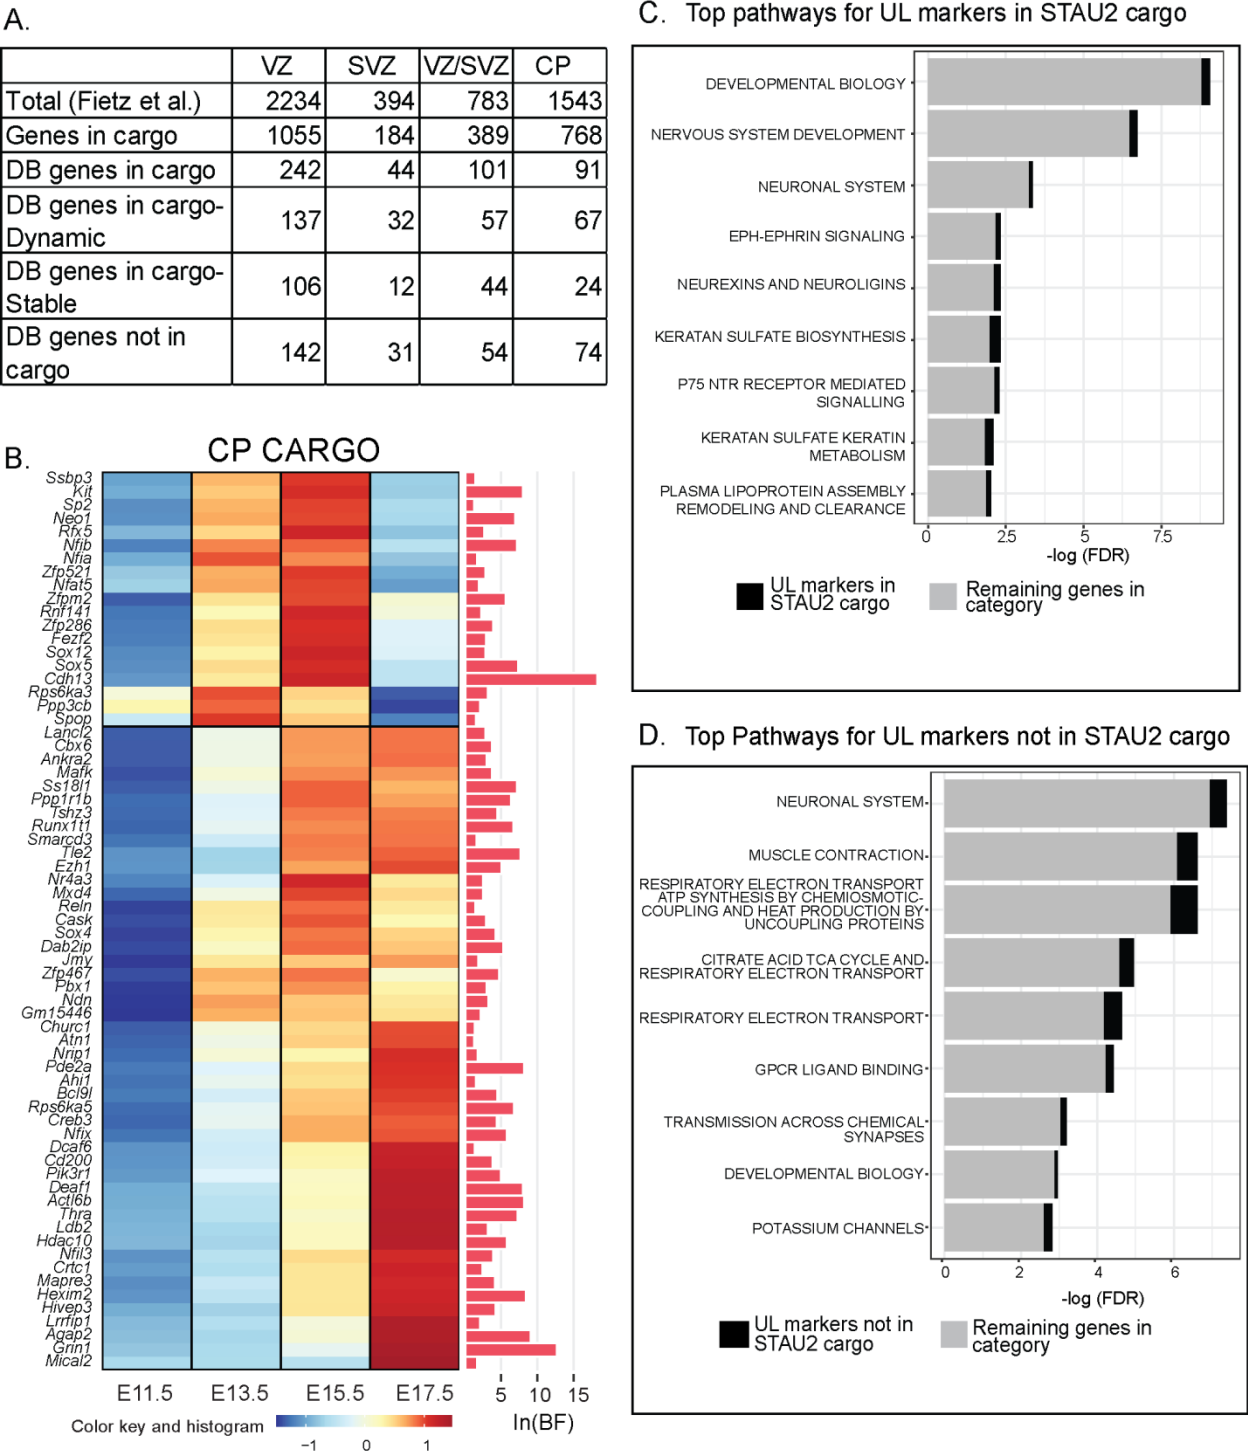 A.
VZ SVZ VZ/SVZ CP
Total (Fietz et al.) 2234 394 783 1543
Genes in cargo 1055 184 389 768
DB genes in cargo 242 44 101 91
DB genes in cargo-
Dynamic 137 32 57 67
DB genes in cargo-
Stable 106 12 44 24
DB genes not in
cargo 142 31 54 74
B.
CP CARGO
Ssbp3
Kit
Sp2
Neo1
Rfx5
Nfib
Nfia
Zfp521
Nfat5
Zfpm2
Rnf141
Zfp286
Fezf2
Sox12
Sox5
Cdh13
Rps6ka3
Ppp3cb
Spop
Lancl2
Cbx6
Ankra2
Mafk
Ss18l1
Ppp1r1b
Tshz3
Runx1t1
Smarcd3
Tle2
Ezh1
Nr4a3
Mxd4
Reln
Cask
Sox4
Dab2ip
Jmy
Zfp467
Pbx1
Ndn
Gm15446
Churc1
Atn1
Nrip1
Pde2a
Ahi1
Bcl9l
Rps6ka5
Creb3
Nfix
Dcaf6
Cd200
Pik3r1
Deaf1
Actl6b
Thra
Ldb2
Hdac10
Nfil3
Crtc1
Mapre3
Hexim2
Hivep3
Lrrfip1
Agap2
Grin1
Mical2
E11.5 E13.5 E15.5 E17.5
5 10 15
ln(BF)
Color key and histogram
−1 0 1
C. Top pathways for UL markers in STAU2 cargo
DEVELOPMENTAL BIOLOGY
NERVOUS SYSTEM DEVELOPMENT
NEURONAL SYSTEM
EPH-EPHRIN SIGNALING
NEUREXINS AND NEUROLIGINS
KERATAN SULFATE BIOSYNTHESIS
P75 NTR RECEPTOR MEDIATED
SIGNALLING
KERATAN SULFATE KERATIN
METABOLISM
PLASMA LIPOPROTEIN ASSEMBLY
REMODELING AND CLEARANCE
0 2.5 5 7.5
-log (FDR)
UL markers in
STAU2 cargo
Remaining genes in
category
D. Top Pathways for UL markers not in STAU2 cargo
NEURONAL SYSTEM
MUSCLE CONTRACTION
RESPIRATORY ELECTRON TRANSPORT
ATP SYNTHESIS BY CHEMIOSMOTIC-
COUPLING AND HEAT PRODUCTION BY
UNCOUPLING PROTEINS
CITRATE ACID TCA CYCLE AND
RESPIRATORY ELECTRON TRANSPORT
RESPIRATORY ELECTRON TRANSPORT
GPCR LIGAND BINDING
TRANSMISSION ACROSS CHEMICAL
SYNAPSES
DEVELOPMENTAL BIOLOGY
POTASSIUM CHANNELS
0 2 4 6
-log (FDR)
UL markers not in
STAU2 cargo
Remaining genes in
category